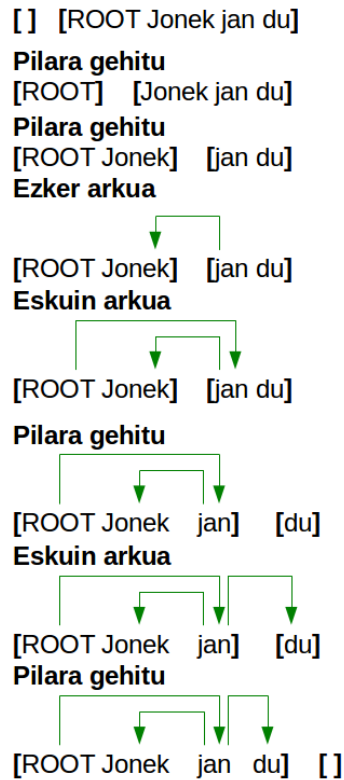 [ ] [ROOT Jonek jan du]
Pilara gehitu
[ROOT] [Jonek jan du]
Pilara gehitu
[ROOT Jonek] [jan du]
Ezker arkua
[ROOT Jonek] [jan du]
Eskuin arkua
[ROOT Jonek] [jan du]
Pilara gehitu
[ROOT Jonek jan] [du]
Eskuin arkua
[ROOT Jonek jan] [du]
Pilara gehitu
[ROOT Jonek jan du] [ ]